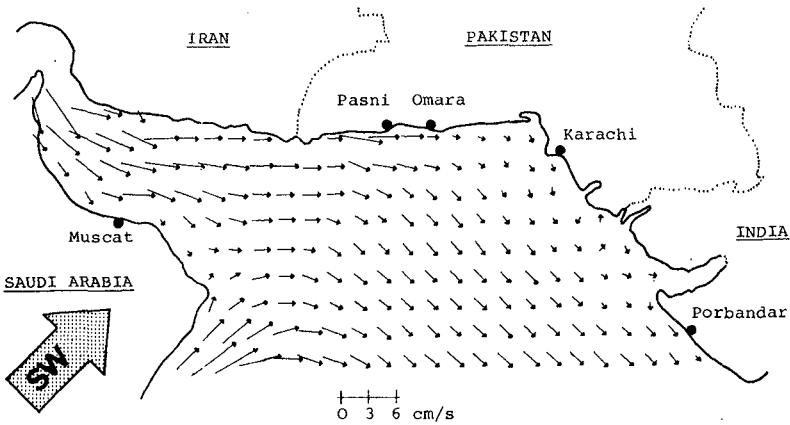 IRAN
PAKISTAN
Pasni Omara
Karachi
Muscat
INDIA
SAUDI ARABIA
Porbandar
SW
0 3 6 cm/s